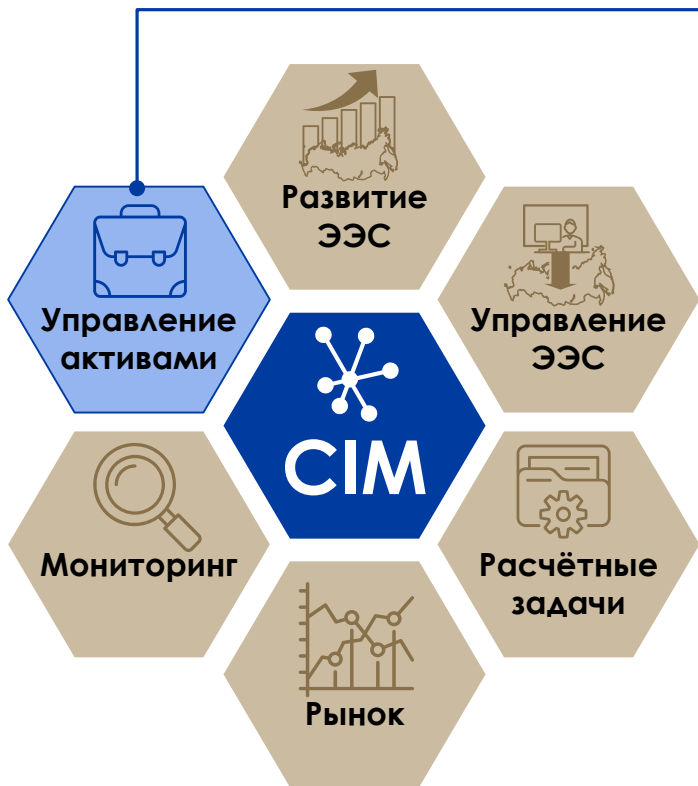 Развитие
ЭЭС
Управление
активами
Управление
ЭЭС
CIM
Мониторинг
Расчётные
задачи
Рынок